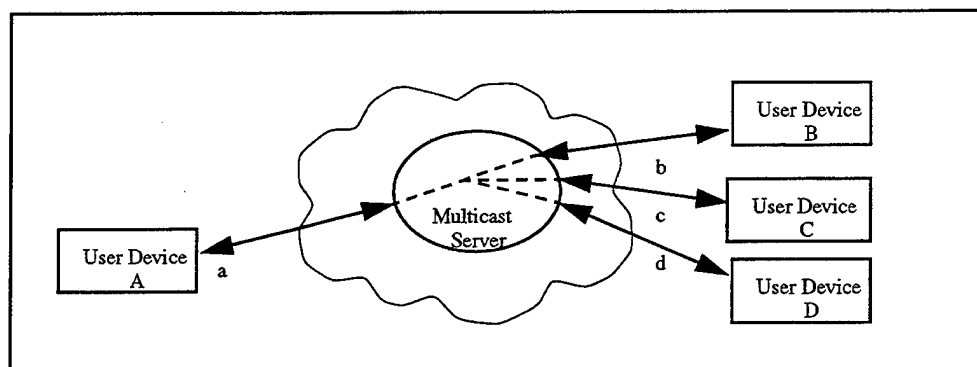 User Device
B
b
User Device
C
c
Multicast
Server
d
User Device
A
a
User Device
D